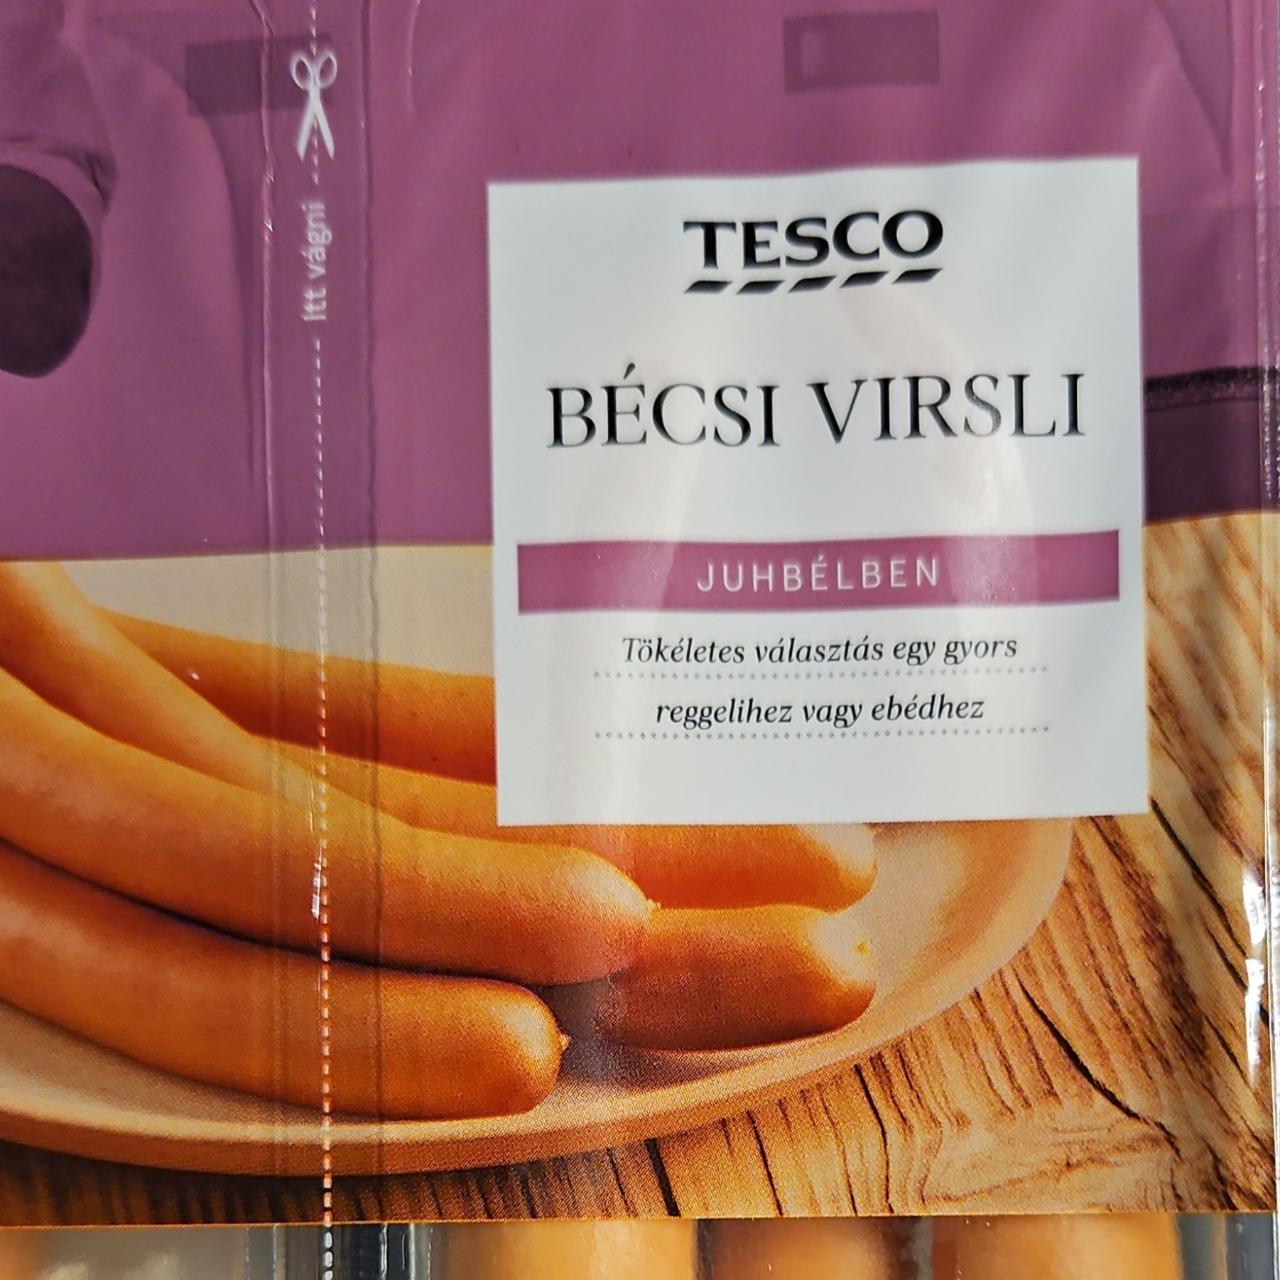 Itt vágni
TESCO
BÉCSI VIRSLI
JUHBÉLBEN
Tökéletes választás egy gyors
reggelihez vagy ebédhez